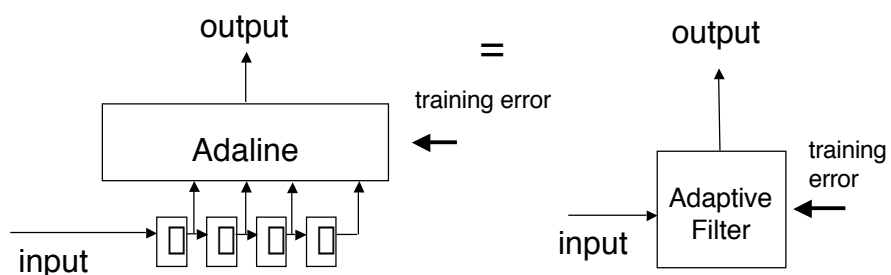 output
=
training error
Adaline
input
output
training
error
Adaptive
Filter
input